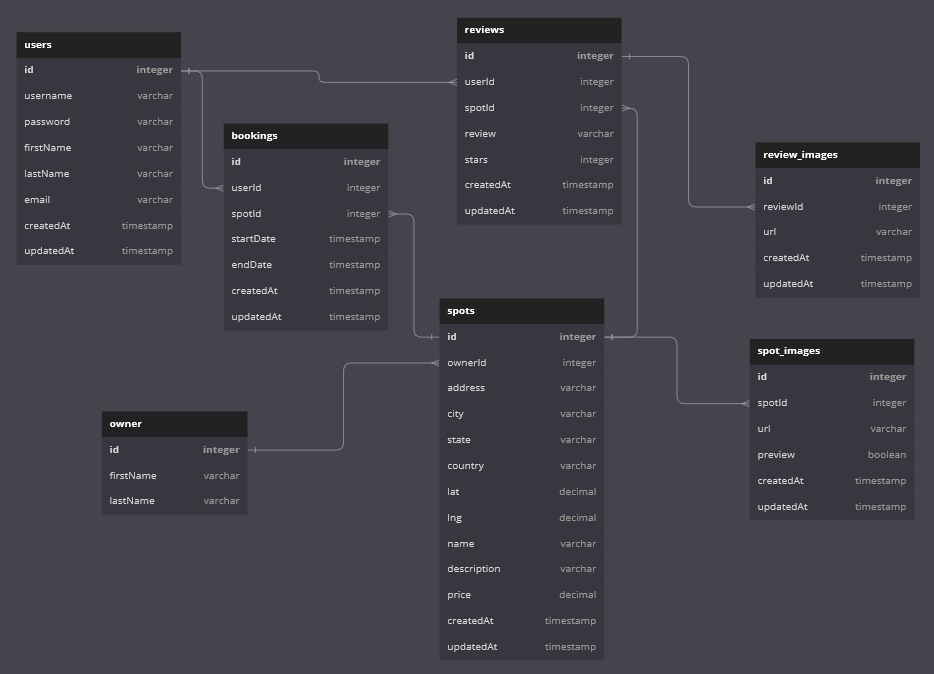 users
id integer
username varchar
password varchar
firstName varchar
lastName varchar
email varchar
createdAt timestamp
updatedAt timestamp
bookings
id integer
userId integer
spotId integer
startDate timestamp
endDate timestamp
createdAt timestamp
updatedAt timestamp
reviews
id integer
userId integer
spotId integer
review varchar
stars integer
createdAt timestamp
updatedAt timestamp
review_images
id integer
reviewId integer
url varchar
createdAt timestamp
updatedAt timestamp
owner
id integer
firstName varchar
lastName varchar
spots
id integer
ownerId integer
address varchar
city varchar
state varchar
country varchar
lat decimal
lng decimal
name varchar
description varchar
price decimal
createdAt timestamp
updatedAt timestamp
spot_images
id integer
spotId integer
url varchar
preview boolean
createdAt timestamp
updatedAt timestamp